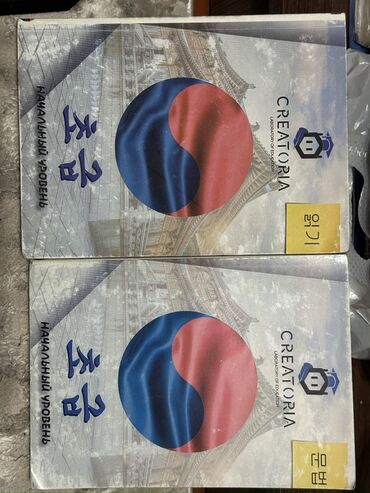 CREATORIA
LABORATORY OF EDUCATION
읽기
초급
НАЧАЛЬНЫЙ УРОВЕНЬ
CREATORIA
LABORATORY OF EDUCATION
문법
초급
НАЧАЛЬНЫЙ УРОВЕНЬ